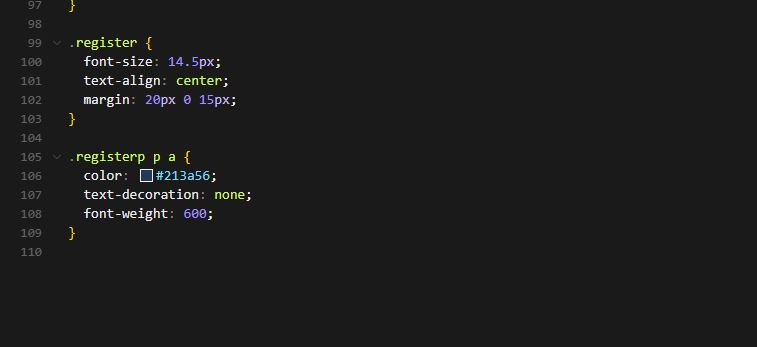 97 }
98
99 .register {
100 font-size: 14.5px;
101 text-align: center;
102 margin: 20px 0 15px;
103 }
104
105 .registerp p a {
106 color: #213a56;
107 text-decoration: none;
108 font-weight: 600;
109 }
110